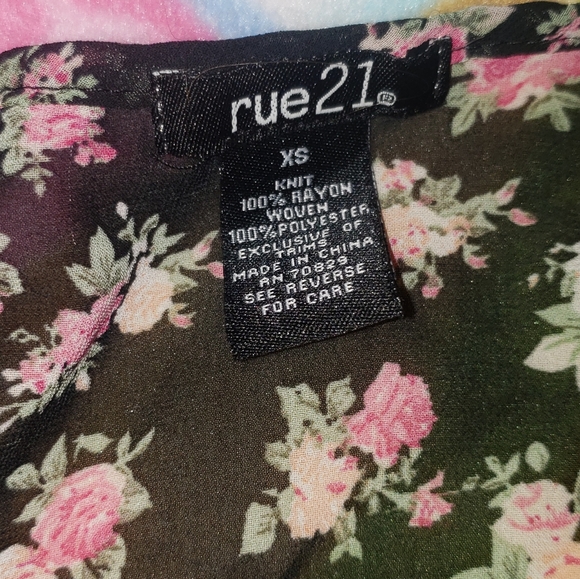 rue21
XS
KNIT
100% RAYON
WOVEN
100% POLYESTER
EXCLUSIVE OF
TRIMS
MADE IN CHINA
RN 70829
SEE REVERSE
FOR CARE